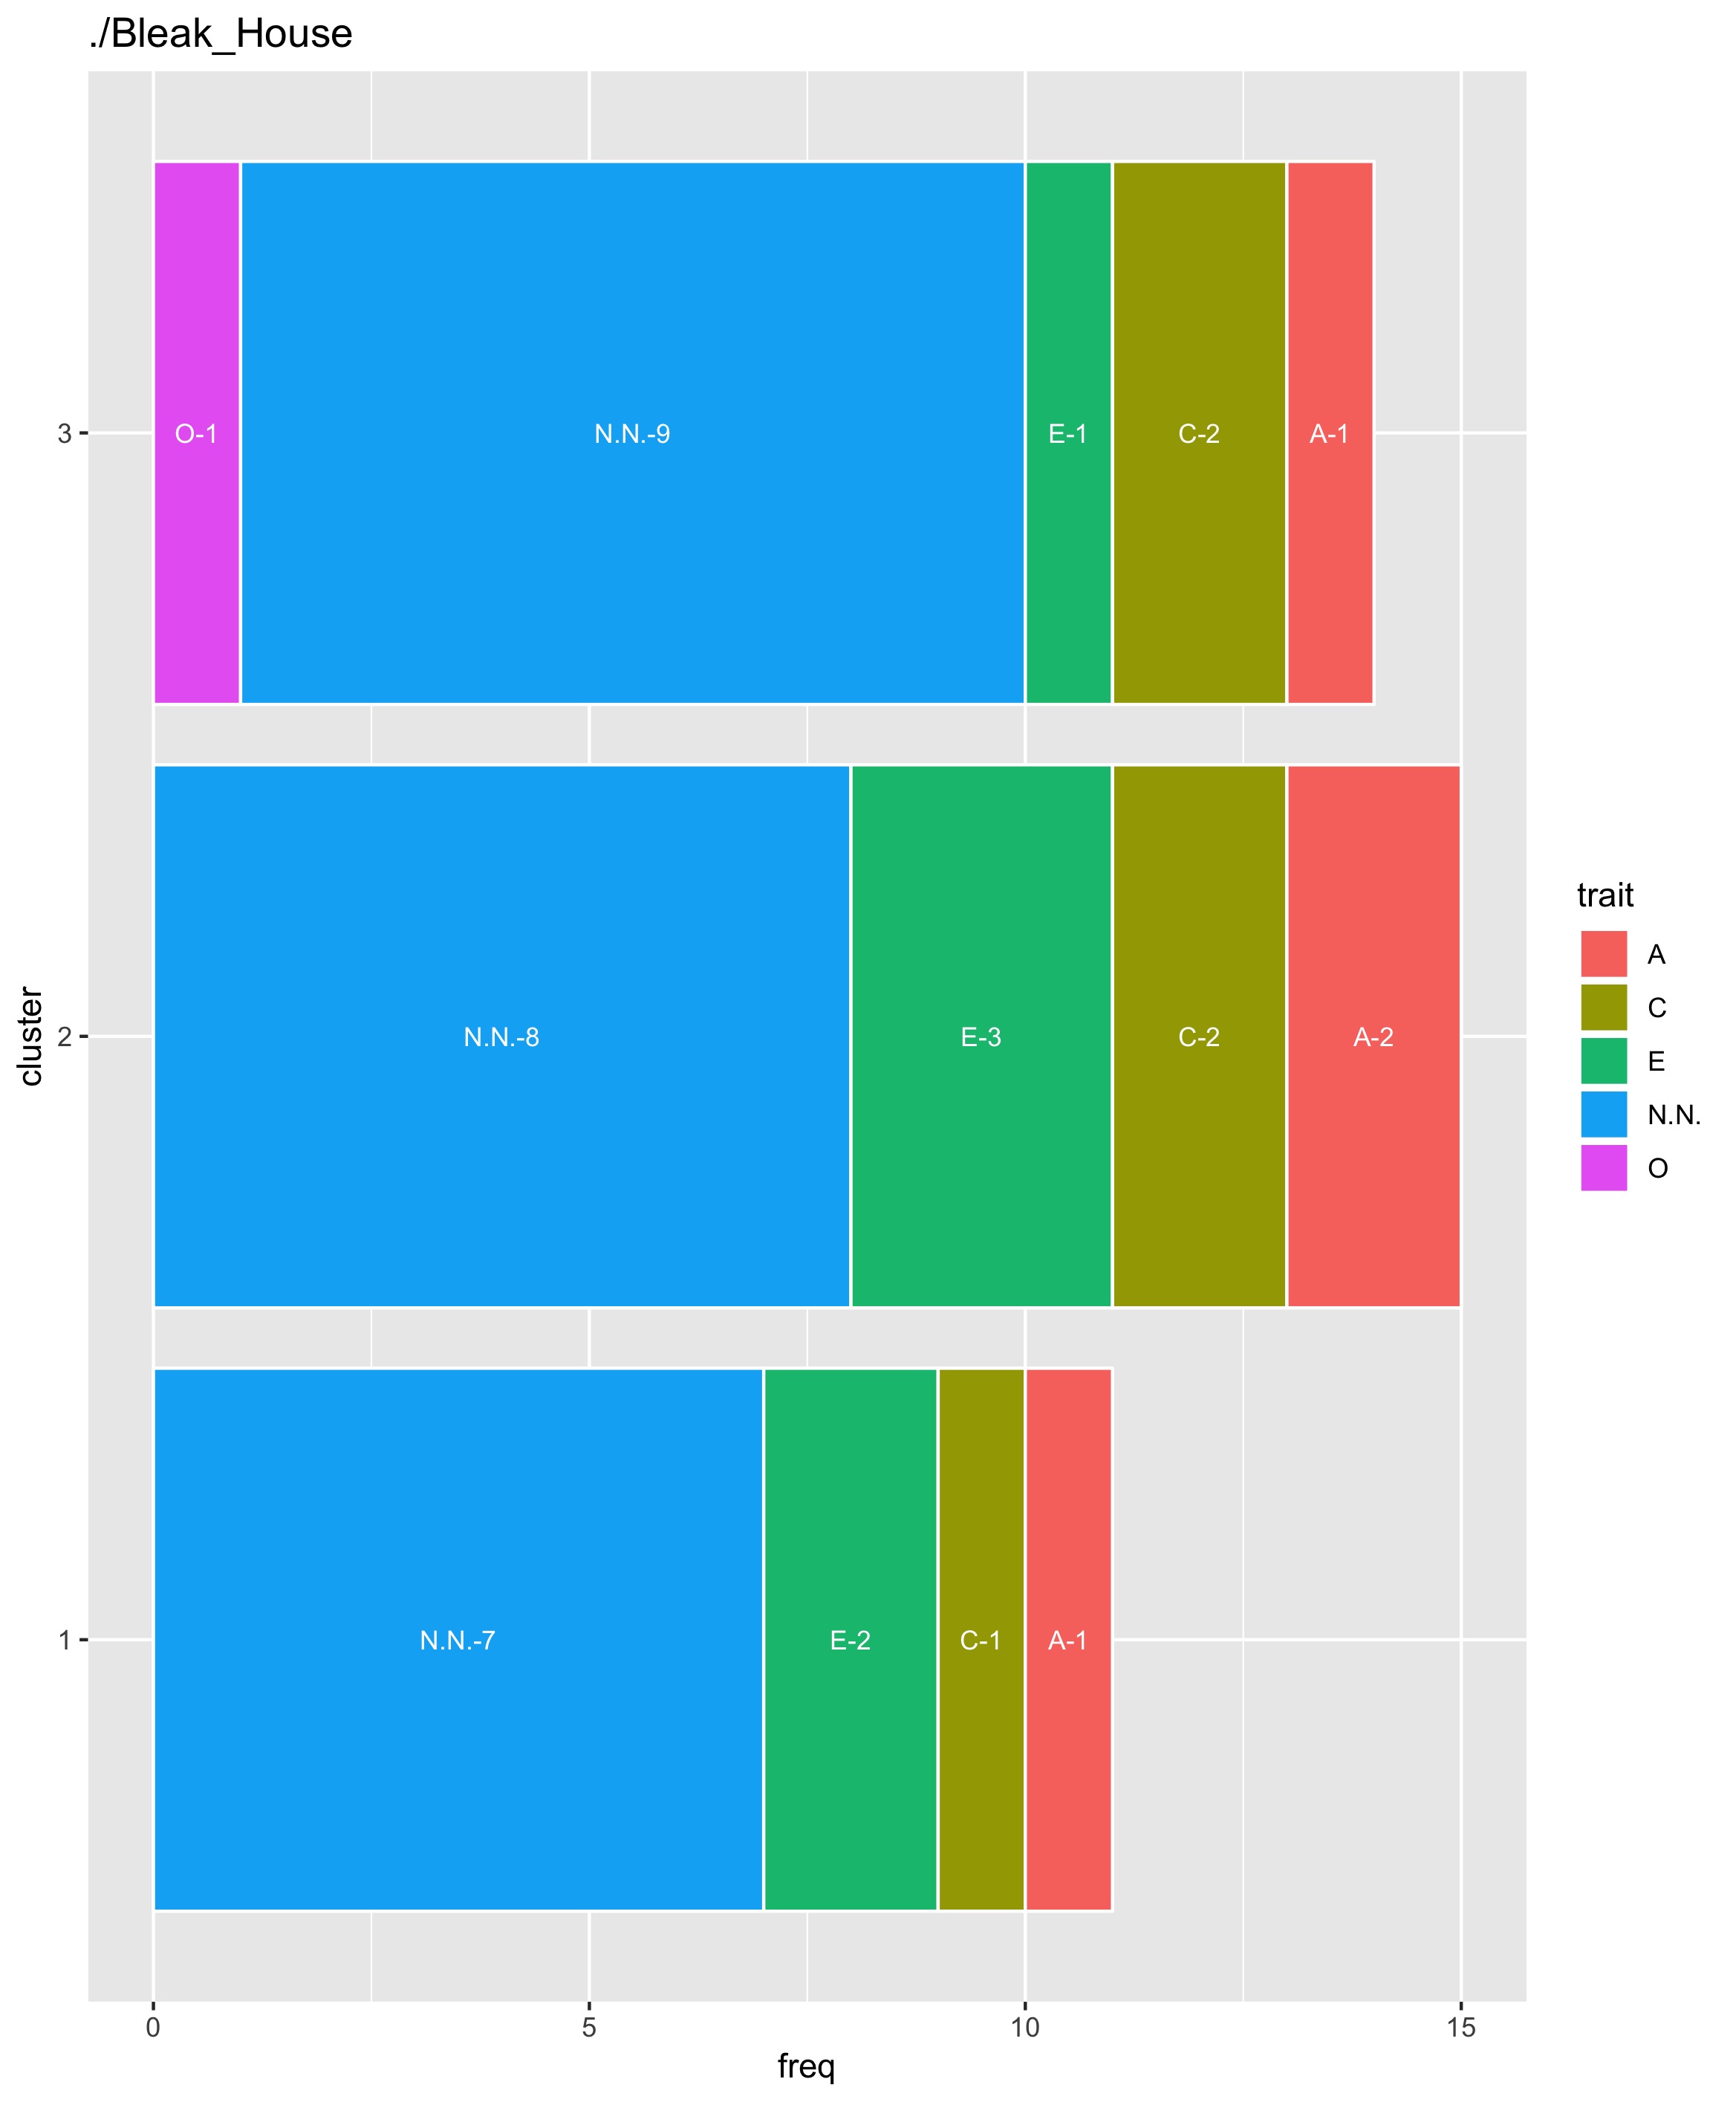 ./Bleak_House
3
O-1 N.N.-9 E-1 C-2 A-1
2
N.N.-8 E-3 C-2 A-2
1
N.N.-7 E-2 C-1 A-1
cluster
0 5 10 15
freq
trait
A
C
E
N.N.
O